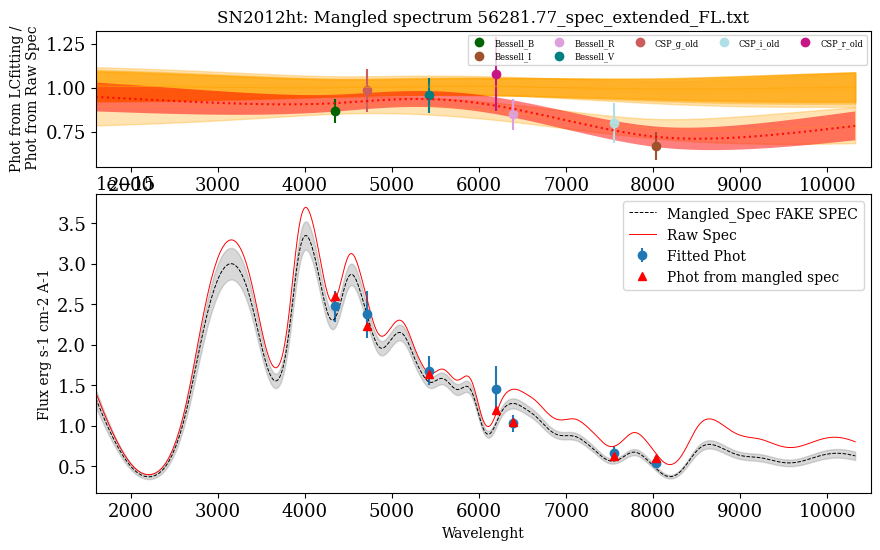 SN2012ht: Mangled spectrum 56281.77_spec_extended_FL.txt
Phot from LCfitting /
Phot from Raw Spec
1.25
1.00
0.75
Bessell_B Bessell_R CSP_g_old CSP_i_old CSP_r_old
Bessell_I Bessell_V
2000 3000 4000 5000 6000 7000 8000 9000 10000
1e−15
Flux erg s-1 cm-2 A-1
3.5
3.0
2.5
2.0
1.5
1.0
0.5
Mangled_Spec FAKE SPEC
Raw Spec
Fitted Phot
Phot from mangled spec
2000 3000 4000 5000 6000 7000 8000 9000 10000
Wavelenght